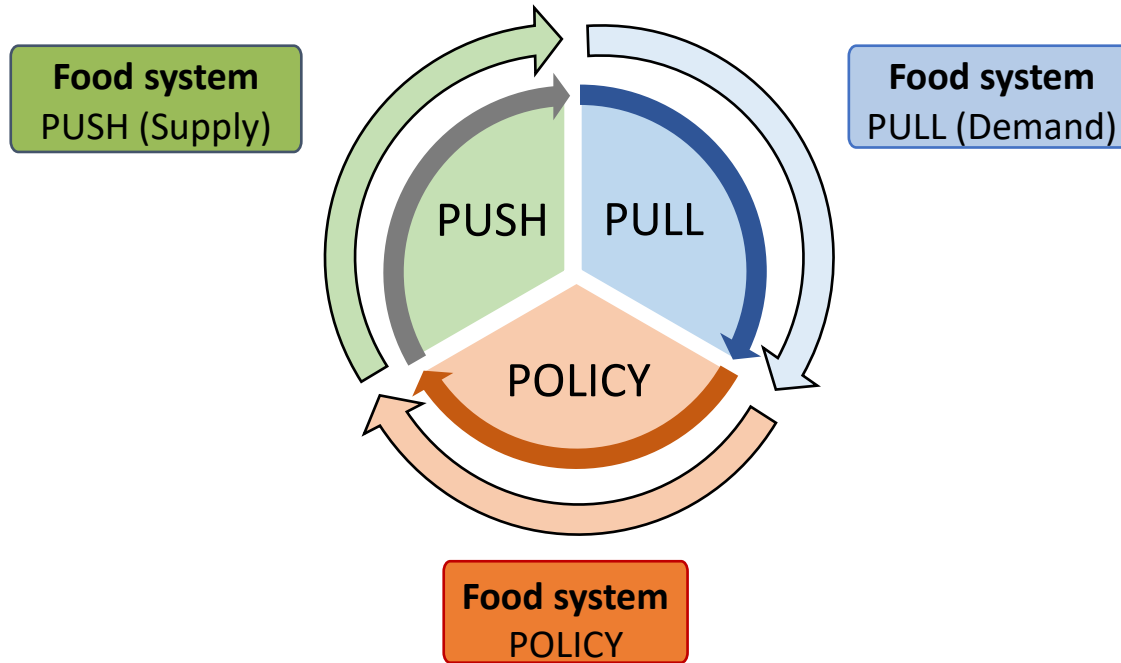 Food system
PUSH (Supply)
Food system
PULL (Demand)
PUSH
PULL
POLICY
Food system
POLICY